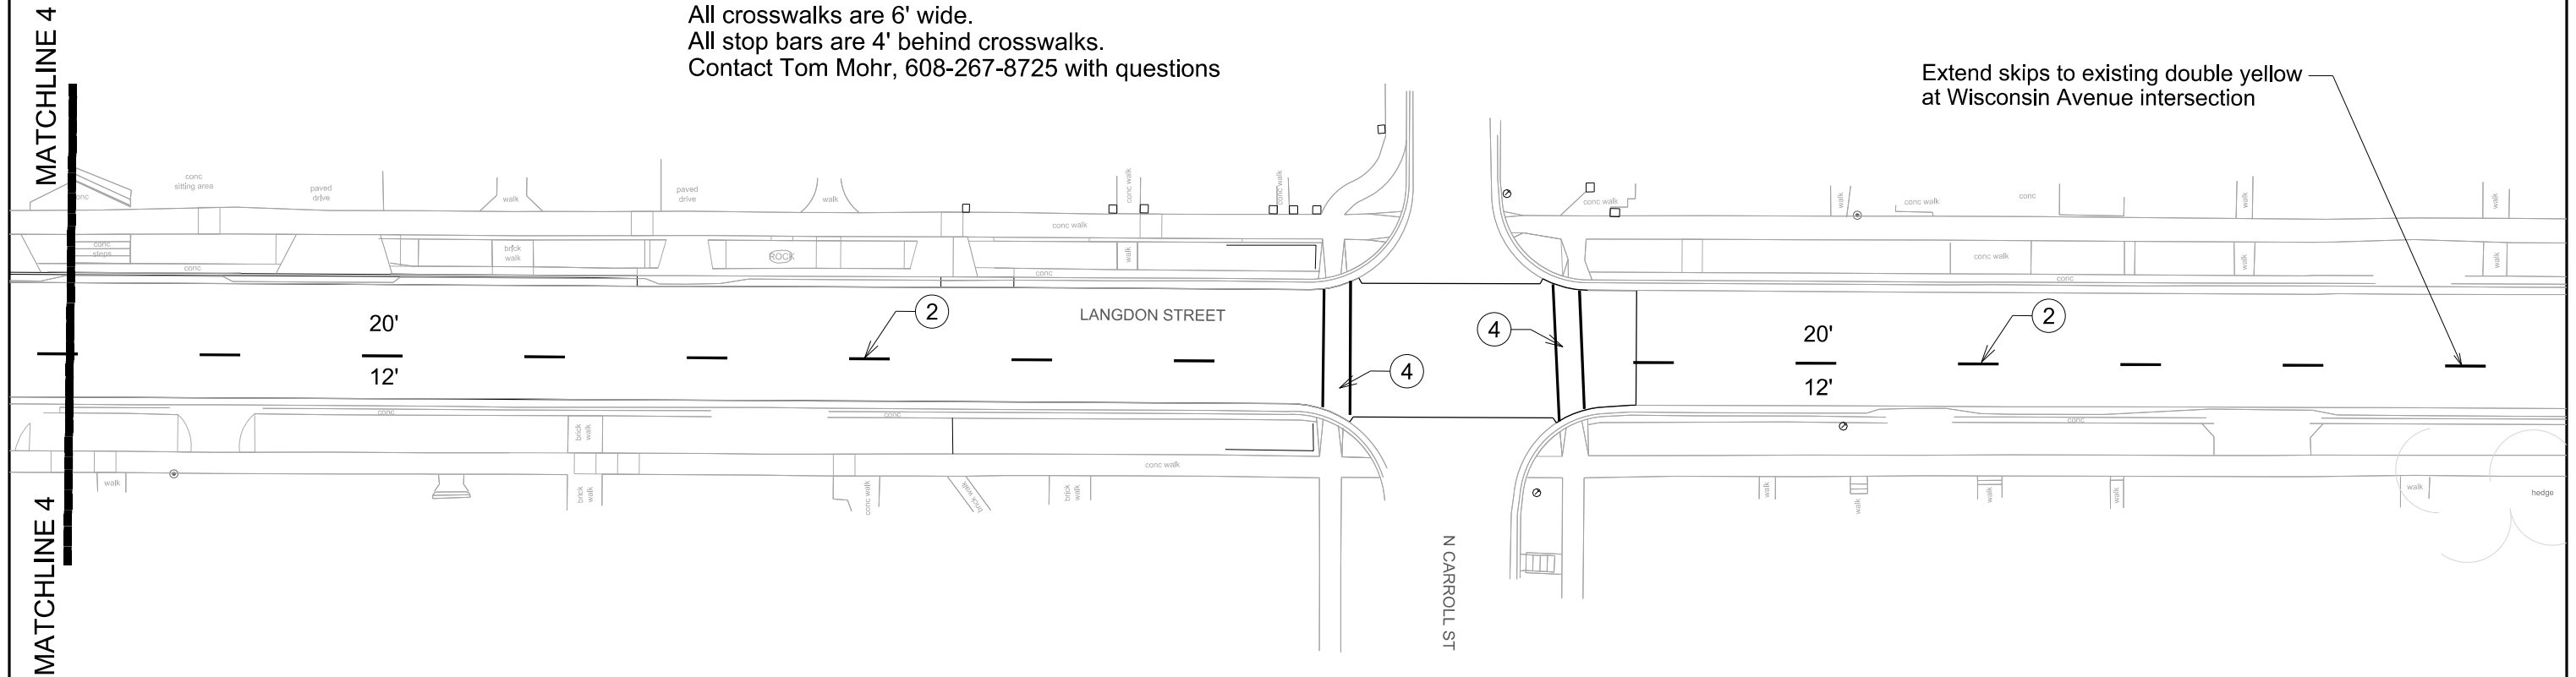 All crosswalks are 6' wide.
All stop bars are 4' behind crosswalks.
Contact Tom Mohr, 608-267-8725 with questions
Extend skips to existing double yellow
at Wisconsin Avenue intersection
MATCHLINE 4
conc
conc
sitting area
paved
drive
walk
paved
drive
walk
conc walk
conc walk
conc walk
conc walk
walk
conc walk
conc
walk
walk
conc walk
conc
steps
conc
brick
walk
ROCK
conc
walk
conc walk
conc
walk
walk
20'
12'
2
LANGDON STREET
4
4
20'
12'
2
conc
brick
walk
conc
conc
conc walk
walk
brick
walk
conc walk
brick walk
brick
walk
walk
walk
walk
walk
walk
hedge
MATCHLINE 4
N CARROLL ST